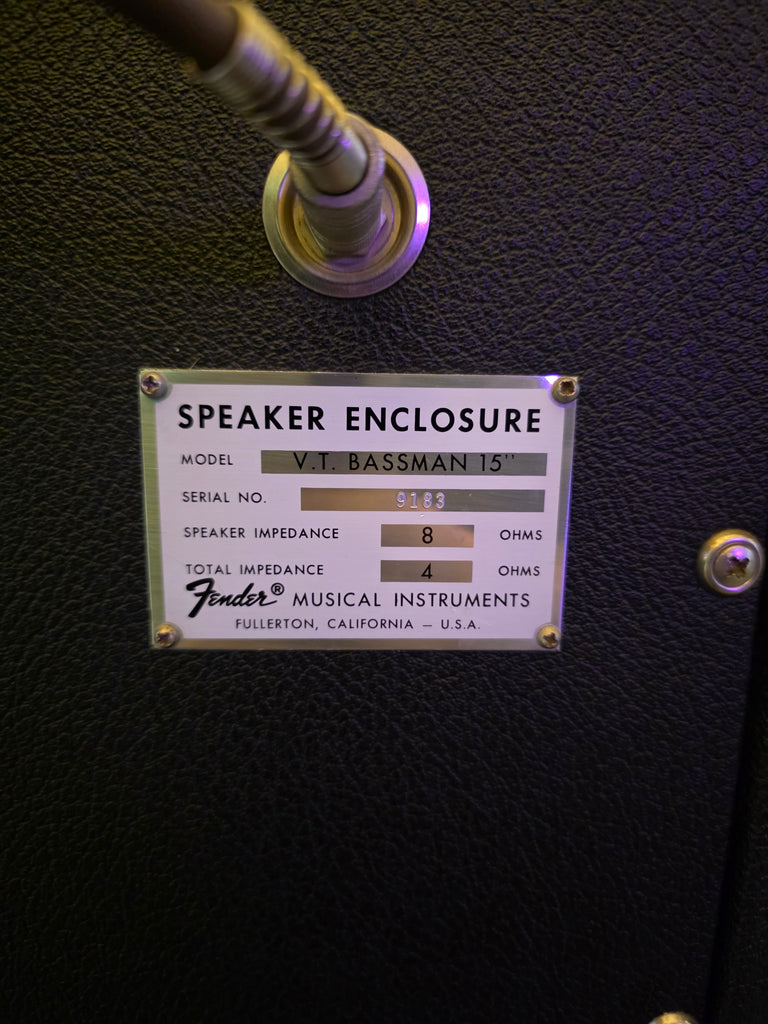 SPEAKER ENCLOSURE
MODEL V.T. BASSMAN 15"
SERIAL NO. 9183
SPEAKER IMPEDANCE 8 OHMS
TOTAL IMPEDANCE 4 OHMS
Fender® MUSICAL INSTRUMENTS
FULLERTON, CALIFORNIA — U.S.A.